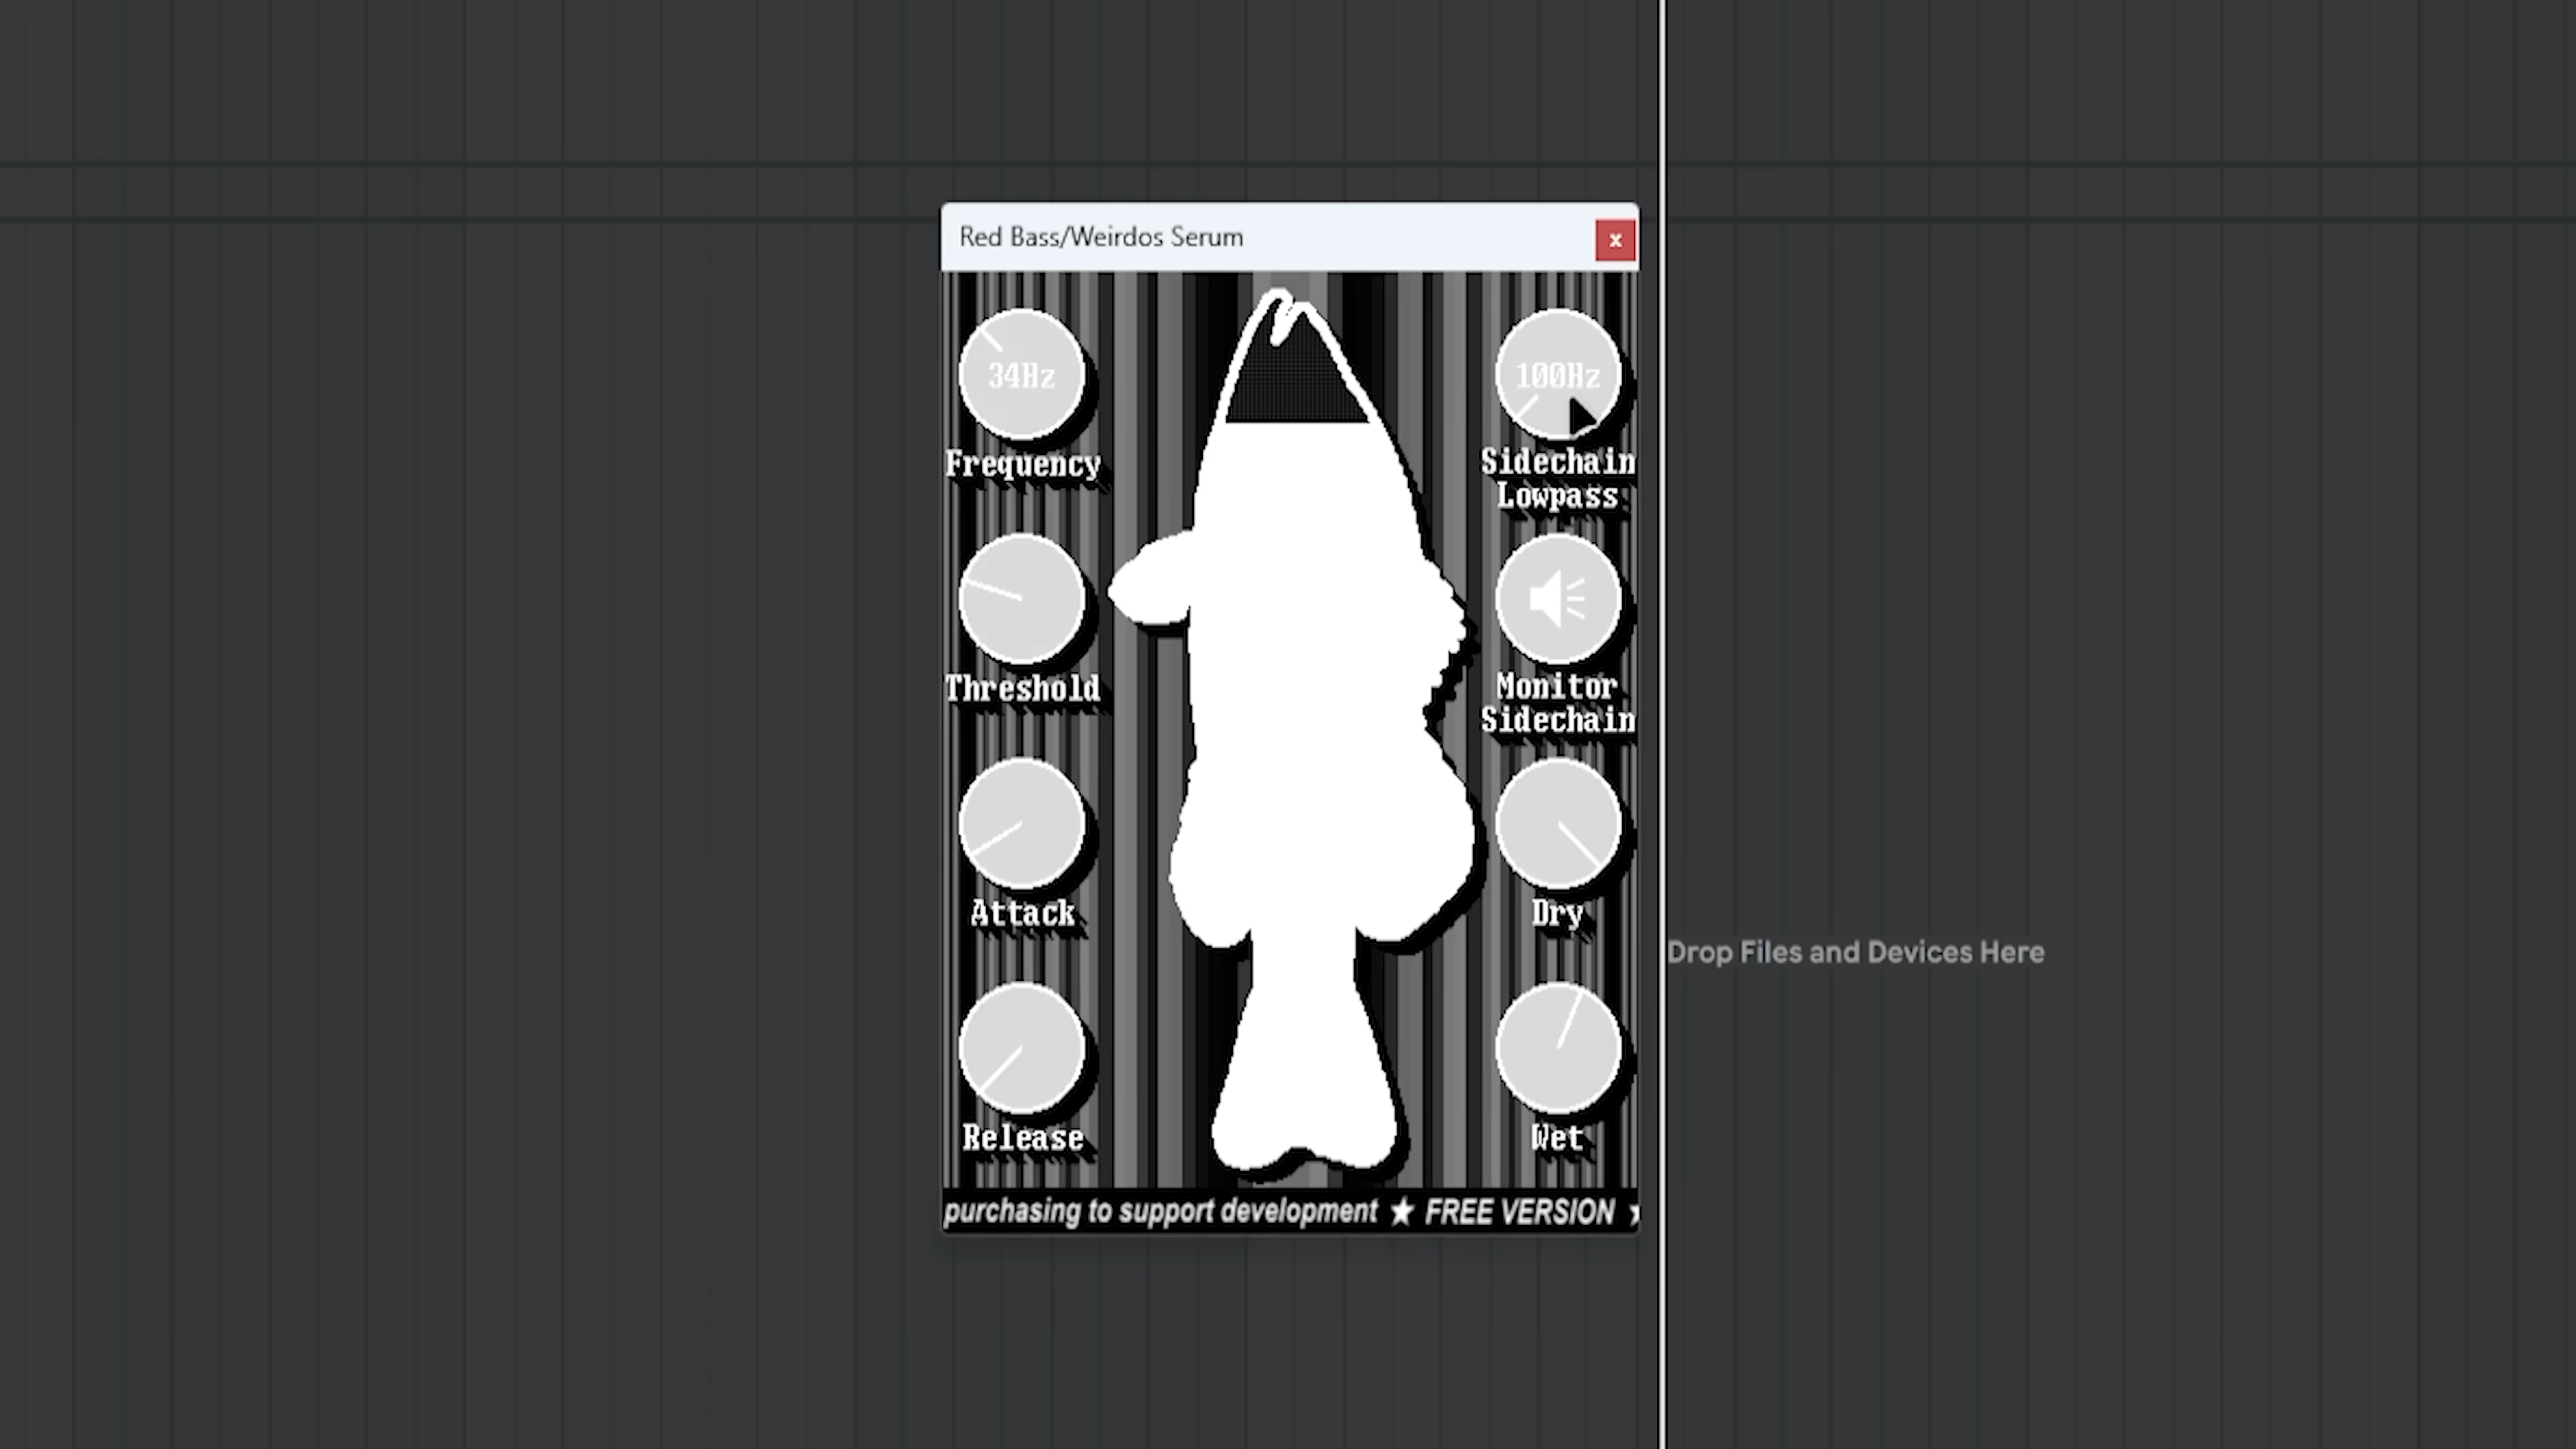 Red Bass/Weirdos Serum
x
34Hz
Frequency
Threshold
Attack
Release
100Hz
Sidechain
Lowpass
Monitor
Sidechain
Dry
Wet
purchasing to support development ★ FREE VERSION
Drop Files and Devices Here